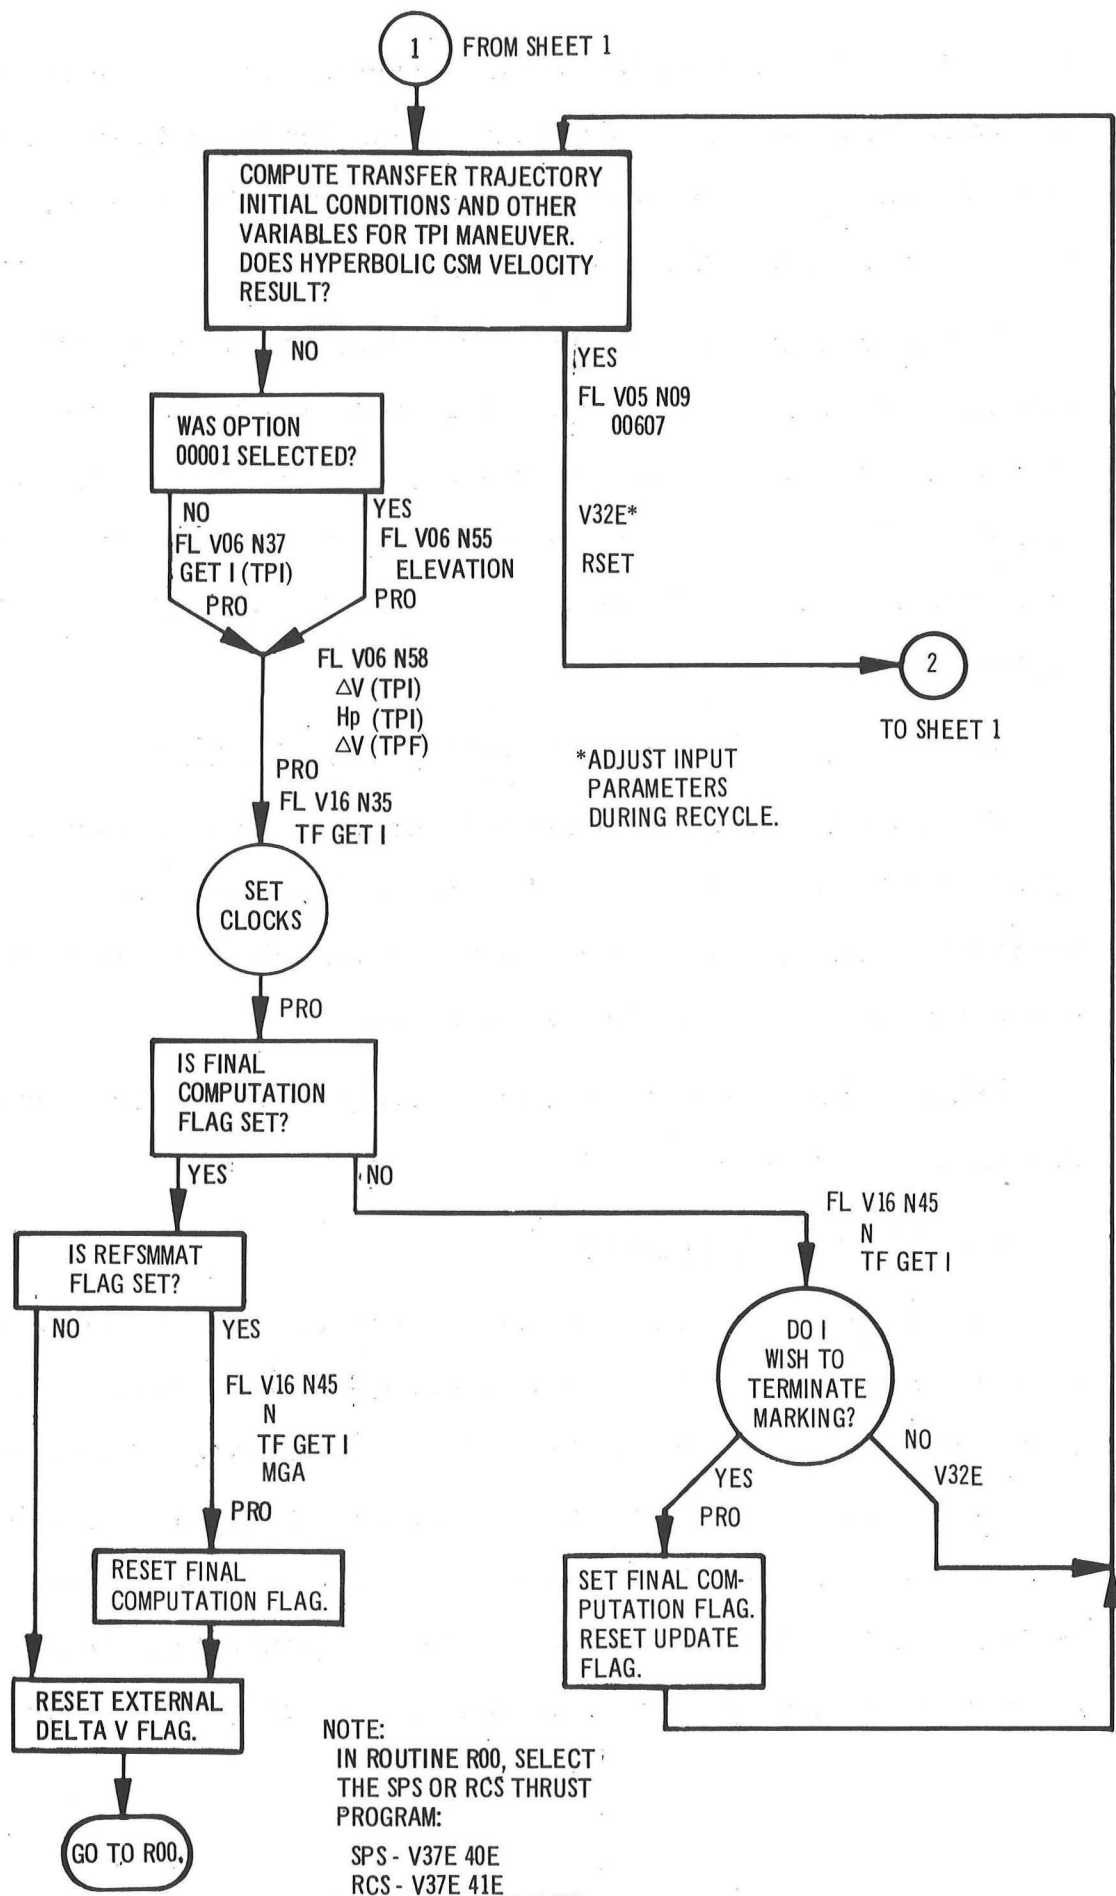 1 FROM SHEET 1
COMPUTE TRANSFER TRAJECTORY
INITIAL CONDITIONS AND OTHER
VARIABLES FOR TPI MANEUVER.
DOES HYPERBOLIC CSM VELOCITY
RESULT?
NO
YES
FL V05 N09
00607
V32E*
RSET
2
TO SHEET 1
*ADJUST INPUT
PARAMETERS
DURING RECYCLE.
WAS OPTION
00001 SELECTED?
NO
FL V06 N37
GET I (TPI)
PRO
YES
FL V06 N55
ELEVATION
PRO
FL V06 N58
ΔV (TPI)
Hp (TPI)
ΔV (TPF)
PRO
FL V16 N35
TF GET I
SET
CLOCKS
PRO
IS FINAL
COMPUTATION
FLAG SET?
YES
NO
IS REFSMMAT
FLAG SET?
NO
YES
FL V16 N45
N
TF GET I
MGA
PRO
RESET FINAL
COMPUTATION FLAG.
RESET EXTERNAL
DELTA V FLAG.
GO TO R00.
FL V16 N45
N
TF GET I
DO I
WISH TO
TERMINATE
MARKING?
YES
PRO
NO
V32E
SET FINAL COM-
PUTATION FLAG.
RESET UPDATE
FLAG.
NOTE:
IN ROUTINE R00, SELECT
THE SPS OR RCS THRUST
PROGRAM:
SPS - V37E 40E
RCS - V37E 41E